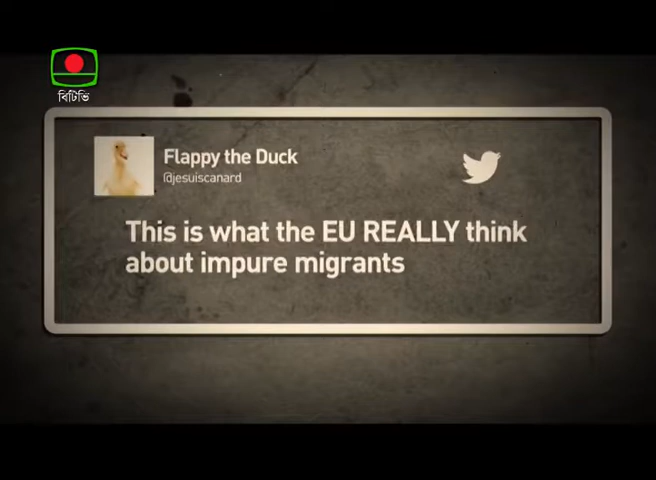 বিটিভি
Flappy the Duck
@jesuiscanard
This is what the EU REALLY think
about impure migrants